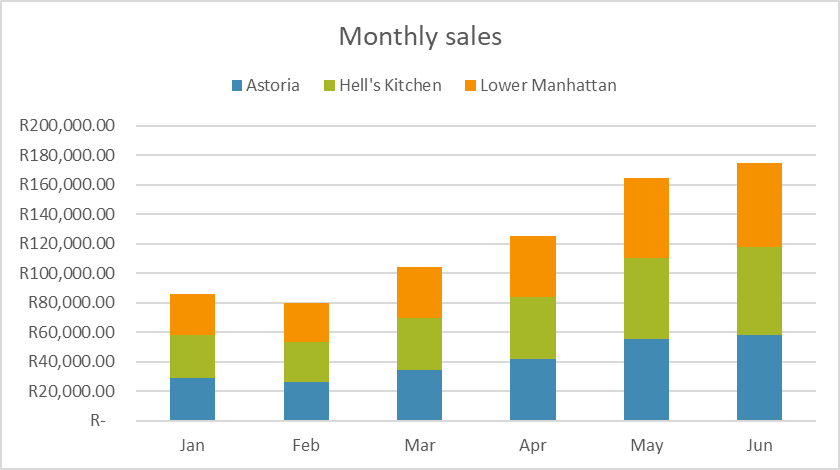 Monthly sales
Astoria Hell's Kitchen Lower Manhattan
R200,000.00
R180,000.00
R160,000.00
R140,000.00
R120,000.00
R100,000.00
R80,000.00
R60,000.00
R40,000.00
R20,000.00
R-
Jan Feb Mar Apr May Jun